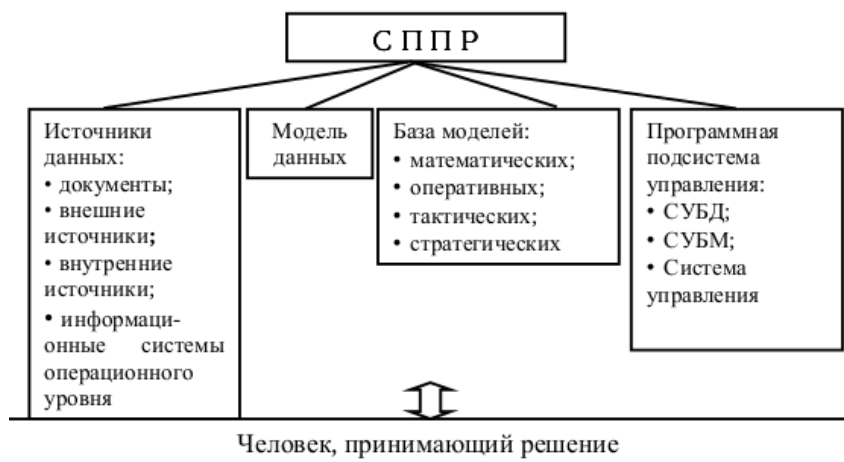 СППР
Источники
данных:
• документы;
• внешние
источники;
• внутренние
источники;
• информаци-
онные системы
операционного
уровня
Модель
данных
База моделей:
• математических;
• оперативных;
• тактических;
• стратегических
Программная
подсистема
управления:
• СУБД;
• СУБМ;
• Система
управления
Человек, принимающий решение